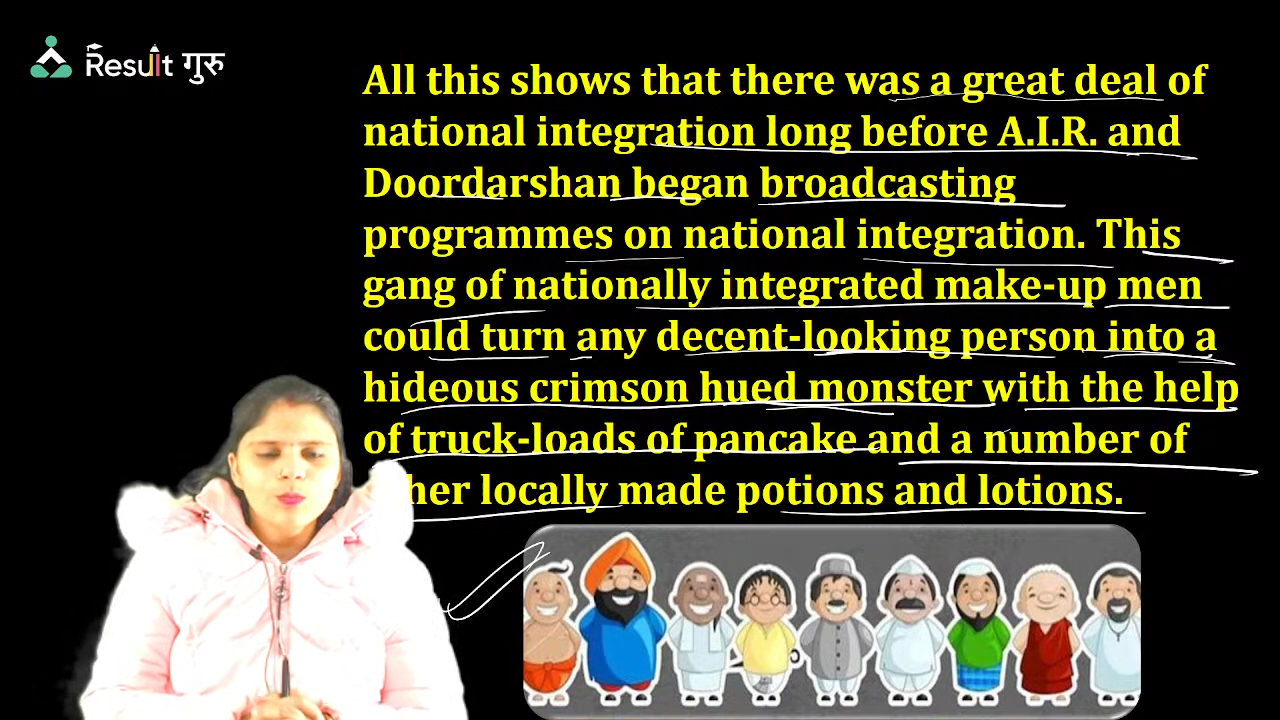 Result गुरु
All this shows that there was a great deal of
national integration long before A.I.R. and
Doordarshan began broadcasting
programmes on national integration. This
gang of nationally integrated make-up men
could turn any decent-looking person into a
hideous crimson hued monster with the help
of truck-loads of pancake and a number of
her locally made potions and lotions.